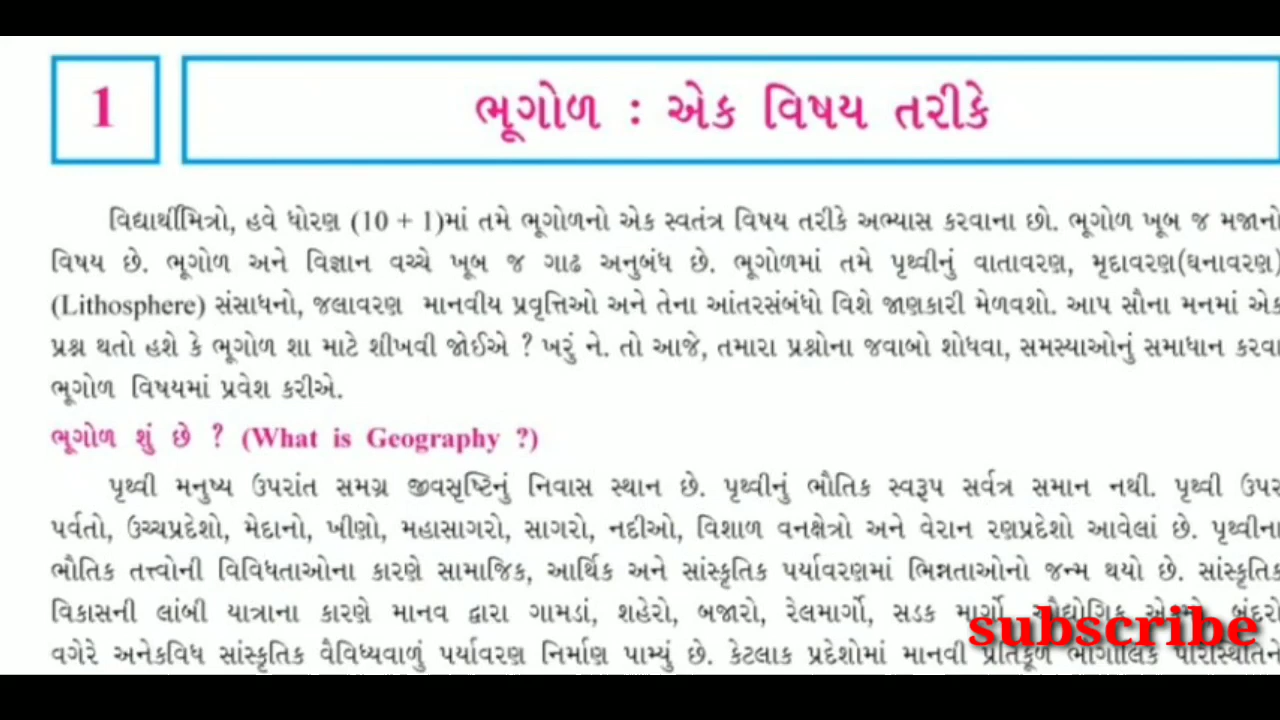 1
ભૂગોળ : એક વિષય તરીકે
વિદ્યાર્થીમિત્રો, હવે ધોરણ (10 + 1)માં તમે ભૂગોળનો એક સ્વતંત્ર વિષય તરીકે અભ્યાસ કરવાના છો. ભૂગોળ ખૂબ જ મજાનો
વિષય છે. ભૂગોળ અને વિજ્ઞાન વચ્ચે ખૂબ જ ગાઢ અનુબંધ છે. ભૂગોળમાં તમે પૃથ્વીનું વાતાવરણ, મૃદાવરણ(ઘનાવરણ)
(Lithosphere) સંસાધનો, જલાવરણ માનવીય પ્રવૃત્તિઓ અને તેના આંતરસંબંધો વિશે જાણકારી મેળવશો. આપ સૌના મનમાં એક
પ્રશ્ન થતો હશે કે ભૂગોળ શા માટે શીખવી જોઈએ ? ખરું ને. તો આજે, તમારા પ્રશ્નોના જવાબો શોધવા, સમસ્યાઓનું સમાધાન કરવા
ભૂગોળ વિષયમાં પ્રવેશ કરીએ.
ભૂગોળ શું છે ? (What is Geography ?)
પૃથ્વી મનુષ્ય ઉપરાંત સમગ્ર જીવસૃષ્ટિનું નિવાસ સ્થાન છે. પૃથ્વીનું ભૌતિક સ્વરૂપ સર્વત્ર સમાન નથી. પૃથ્વી ઉપર
પર્વતો, ઉચ્ચપ્રદેશો, મેદાનો, ખીણો, મહાસાગરો, સાગરો, નદીઓ, વિશાળ વનક્ષેત્રો અને વેરાન રણપ્રદેશો આવેલાં છે. પૃથ્વીના
ભૌતિક તત્ત્વોની વિવિધતાઓના કારણે સામાજિક, આર્થિક અને સાંસ્કૃતિક પર્યાવરણમાં ભિન્નતાઓનો જન્મ થયો છે. સાંસ્કૃતિક
વિકાસની લાંબી યાત્રાના કારણે માનવ દ્વારા ગામડાં, શહેરો, બજારો, રેલમાર્ગો, સડક માર્ગો
subscribe
વગેરે અનેકવિધ સાંસ્કૃતિક વૈવિધ્યવાળું પર્યાવરણ નિર્માણ પામ્યું છે. કેટલાક પ્રદેશોમાં માનવી પ્રતિકૂળ